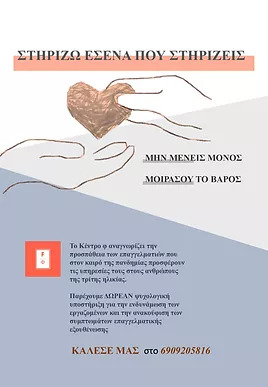 ΣΤΗΡΙΖΩ ΕΣΕΝΑ ΠΟΥ ΣΤΗΡΙΖΕΙΣ
ΜΗΝ ΜΕΝΕΙΣ ΜΟΝΟΣ
ΜΟΙΡΑΣΟΥ ΤΟ ΒΑΡΟΣ
Το Κέντρο φ αναγνωρίζει την
προσπάθεια των επαγγελματιών που
στον καιρό της πανδημίας προσφέρουν
τις υπηρεσίες τους στους ανθρώπους
της τρίτης ηλικίας.
Παρέχουμε ΔΩΡΕΑΝ ψυχολογική
υποστήριξη για την ενδυνάμωση των
εργαζομένων και την ανακούφιση των
συμπτωμάτων επαγγελματικής
εξουθένωσης
ΚΑΛΕΣΕ ΜΑΣ στο 6909205816